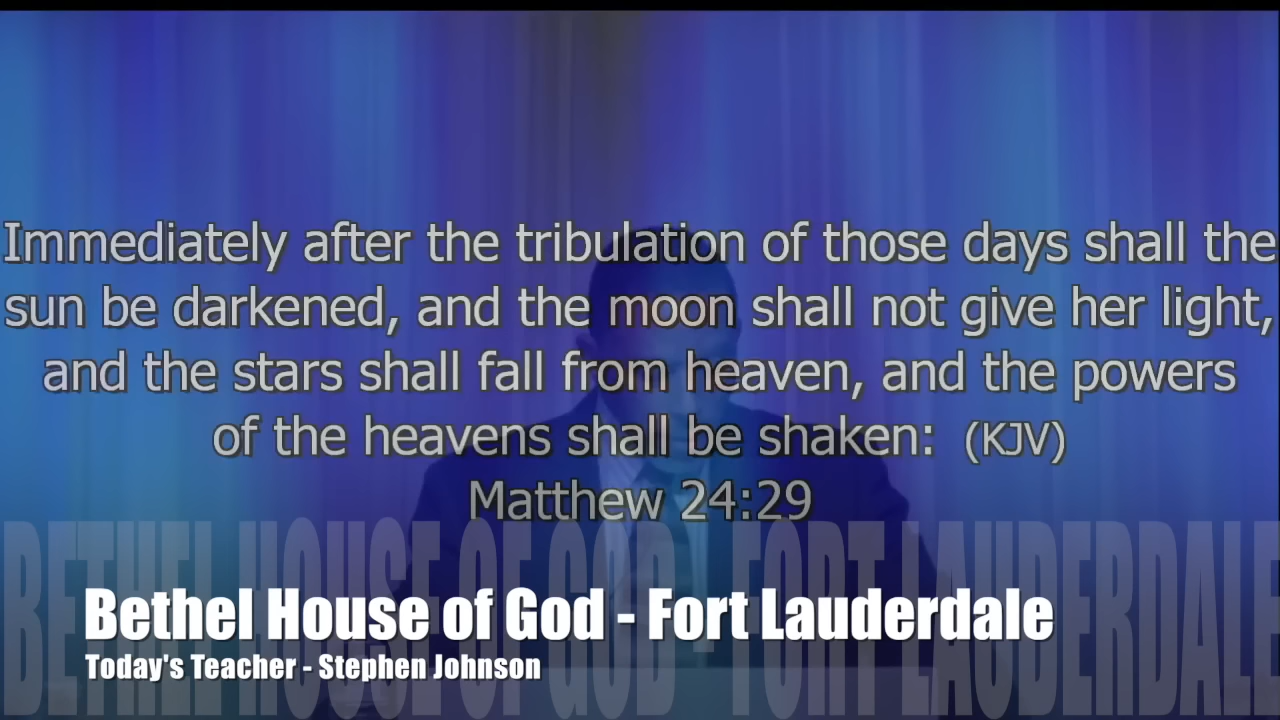 Immediately after the tribulation of those days shall the
sun be darkened, and the moon shall not give her light,
and the stars shall fall from heaven, and the powers
of the heavens shall be shaken: (KJV)
Matthew 24:29
BETHEL HOUSE OF GOD - FORT LAUDERDALE
Bethel House of God - Fort Lauderdale
Today's Teacher - Stephen Johnson